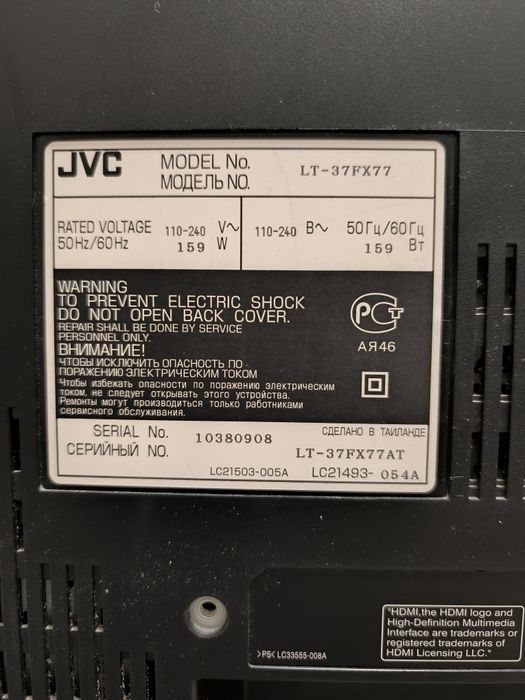 JVC
MODEL No.
МОДЕЛЬ NO.
LT-37FX77
RATED VOLTAGE 110-240 V~
50Hz/60Hz 159 W
110-240 В~ 50Гц/60Гц
159 Вт
WARNING
TO PREVENT ELECTRIC SHOCK
DO NOT OPEN BACK COVER.
REPAIR SHALL BE DONE BY SERVICE
PERSONNEL ONLY.
ВНИМАНИЕ!
ЧТОБЫ ИСКЛЮЧИТЬ ОПАСНОСТЬ ПО
ПОРАЖЕНИЮ ЭЛЕКТРИЧЕСКИМ ТОКОМ
Чтобы избежать опасности по поражению электрическим
током, не следует открывать этого устройства.
Ремонты могут производиться только работниками
сервисного обслуживания.
РСТ
АЯ46
SERIAL No. 10380908
СЕРИЙНЫЙ NO.
СДЕЛАНО В ТАИЛАНДЕ
LT-37FX77AT
LC21503-005A LC21493- 054A
>PS< LC33555-008A
"HDMI,the HDMI logo and
High-Definition Multimedia
Interface are trademarks or
registered trademarks of
HDMI Licensing LLC."